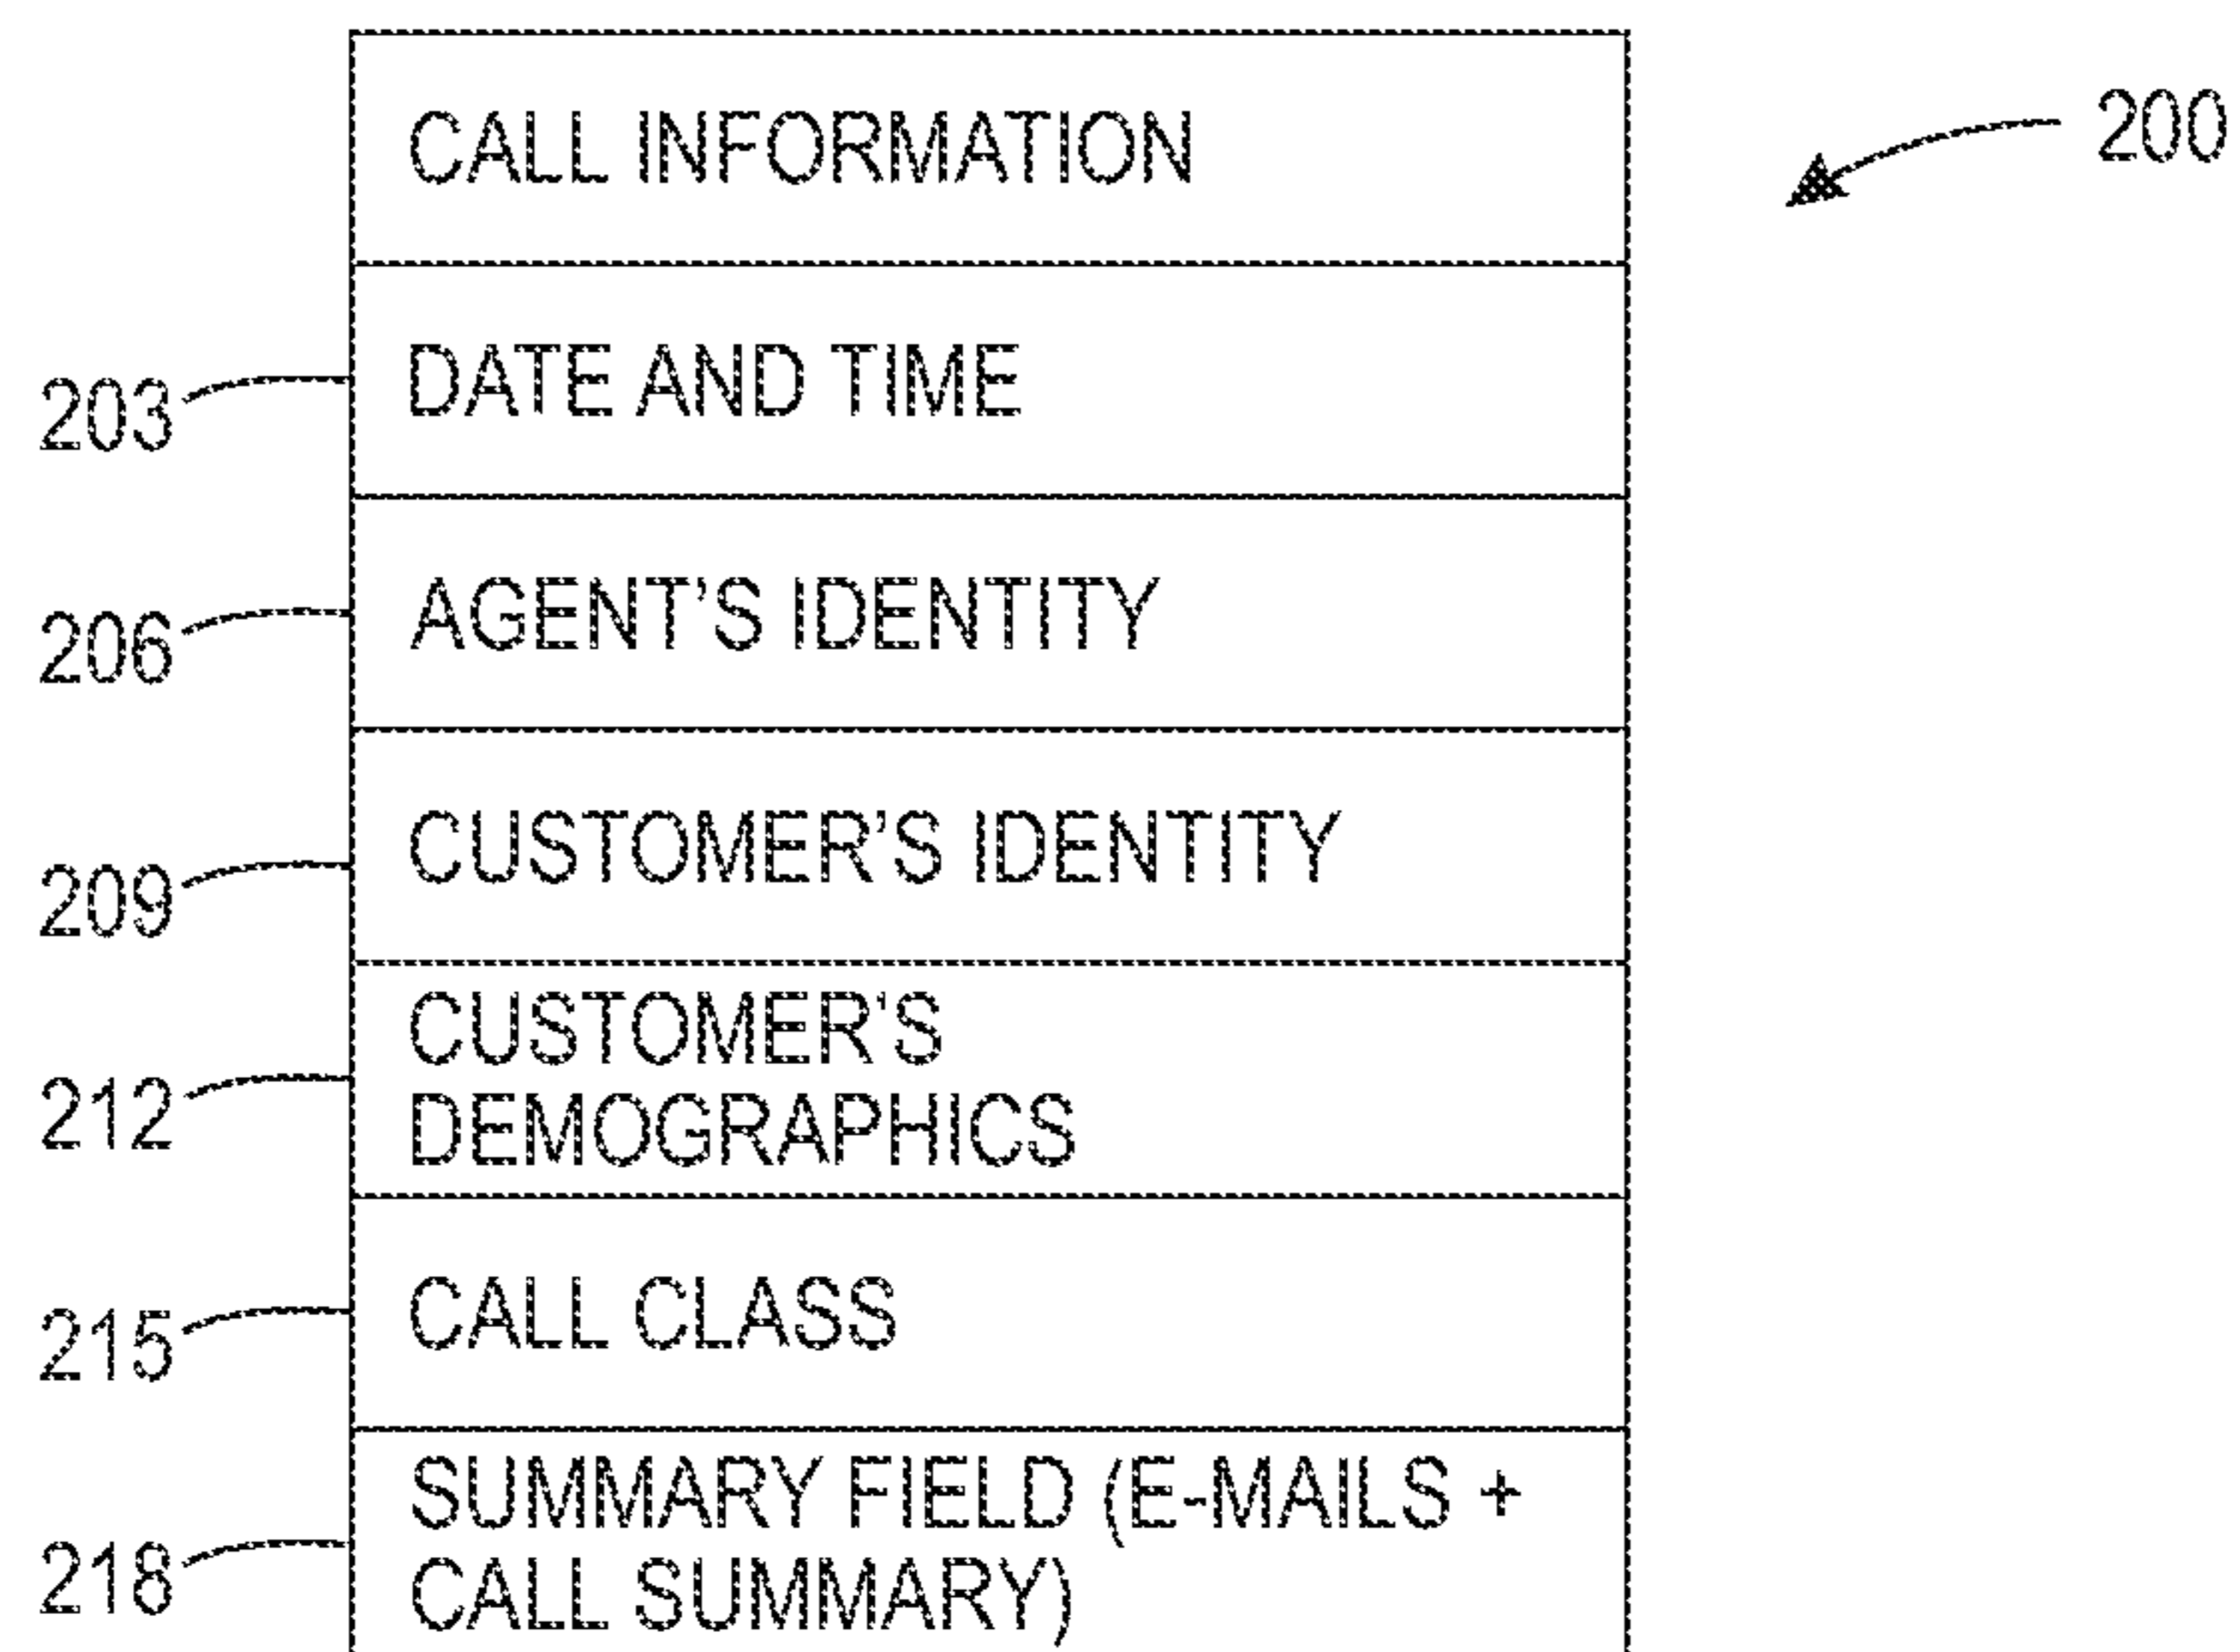 CALL INFORMATION
200
203
DATE AND TIME
206
AGENT'S IDENTITY
209
CUSTOMER'S IDENTITY
212
CUSTOMER'S
DEMOGRAPHICS
215
CALL CLASS
218
SUMMARY FIELD (E-MAILS +
CALL SUMMARY)